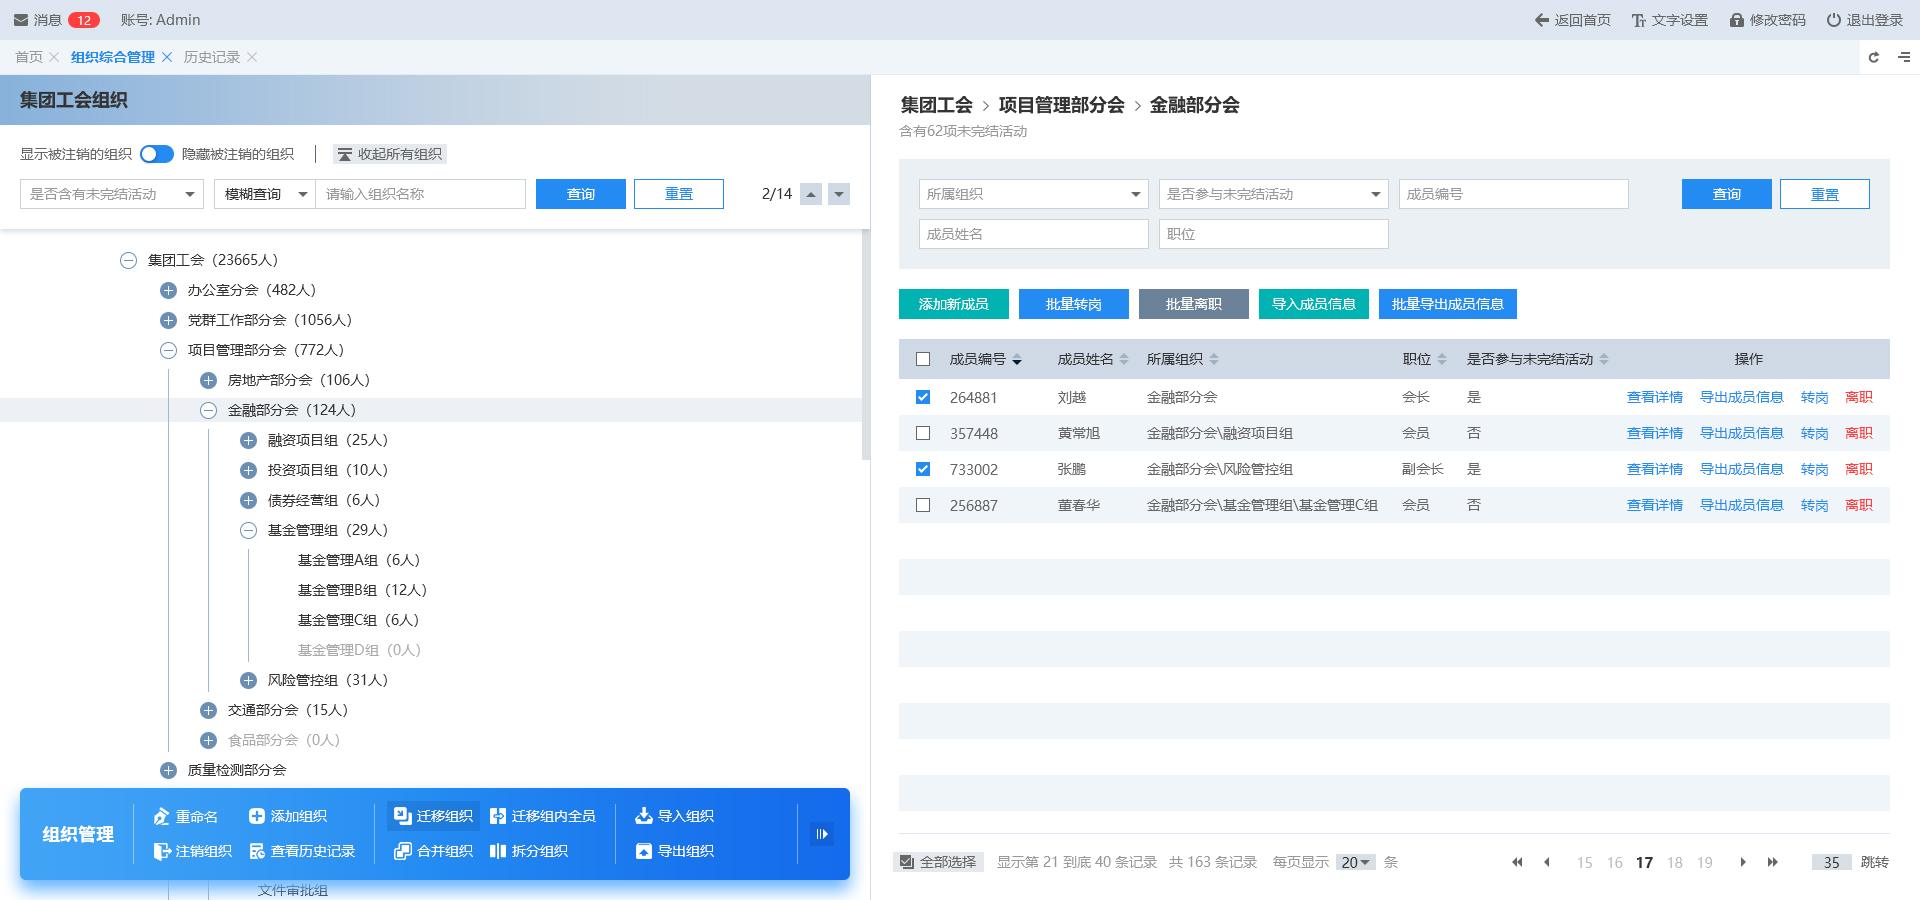 消息 12 账号: Admin 返回首页 文字设置 修改密码 退出登录
首页 组织综合管理 历史记录
集团工会组织
显示被注销的组织 隐藏被注销的组织 收起所有组织
是否含有未完结活动 模糊查询 请输入组织名称 查询 重置 2/14
集团工会（23665人）
办公室分会（482人）
党群工作部分会（1056人）
项目管理部分会（772人）
房地产部分会（106人）
金融部分会（124人）
融资项目组（25人）
投资项目组（10人）
债券经营组（6人）
基金管理组（29人）
基金管理A组（6人）
基金管理B组（12人）
基金管理C组（6人）
基金管理D组（0人）
风险管控组（31人）
交通部分会（15人）
食品部分会（0人）
质量检测部分会
组织管理
重命名 添加组织 迁移组织 迁移组内全员 导入组织
注销组织 查看历史记录 合并组织 拆分组织 导出组织
文件审批组
集团工会 > 项目管理部分会 > 金融部分会
含有62项未完结活动
所属组织 是否参与未完结活动 成员编号 查询 重置
成员姓名 职位
添加新成员 批量转岗 批量离职 导入成员信息 批量导出成员信息
成员编号 成员姓名 所属组织 职位 是否参与未完结活动 操作
264881 刘越 金融部分会 会长 是 查看详情 导出成员信息 转岗 离职
357448 黄常旭 金融部分会\融资项目组 会员 否 查看详情 导出成员信息 转岗 离职
733002 张鹏 金融部分会\风险管控组 副会长 是 查看详情 导出成员信息 转岗 离职
256887 董春华 金融部分会\基金管理组\基金管理C组 会员 否 查看详情 导出成员信息 转岗 离职
全部选择 显示第 21 到底 40 条记录 共 163 条记录 每页显示 20 条 15 16 17 18 19 35 跳转